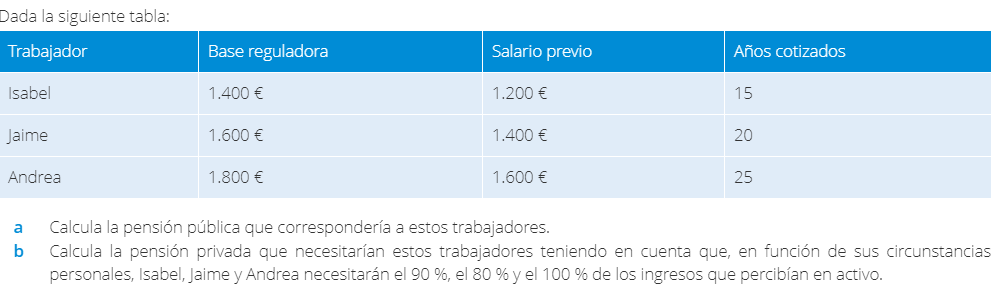 Dada la siguiente tabla:
Trabajador Base reguladora Salario previo Años cotizados
Isabel 1.400 € 1.200 € 15
Jaime 1.600 € 1.400 € 20
Andrea 1.800 € 1.600 € 25
a Calcula la pensión pública que correspondería a estos trabajadores.
b Calcula la pensión privada que necesitarían estos trabajadores teniendo en cuenta que, en función de sus circunstancias
personales, Isabel, Jaime y Andrea necesitarán el 90 %, el 80 % y el 100 % de los ingresos que percibían en activo.